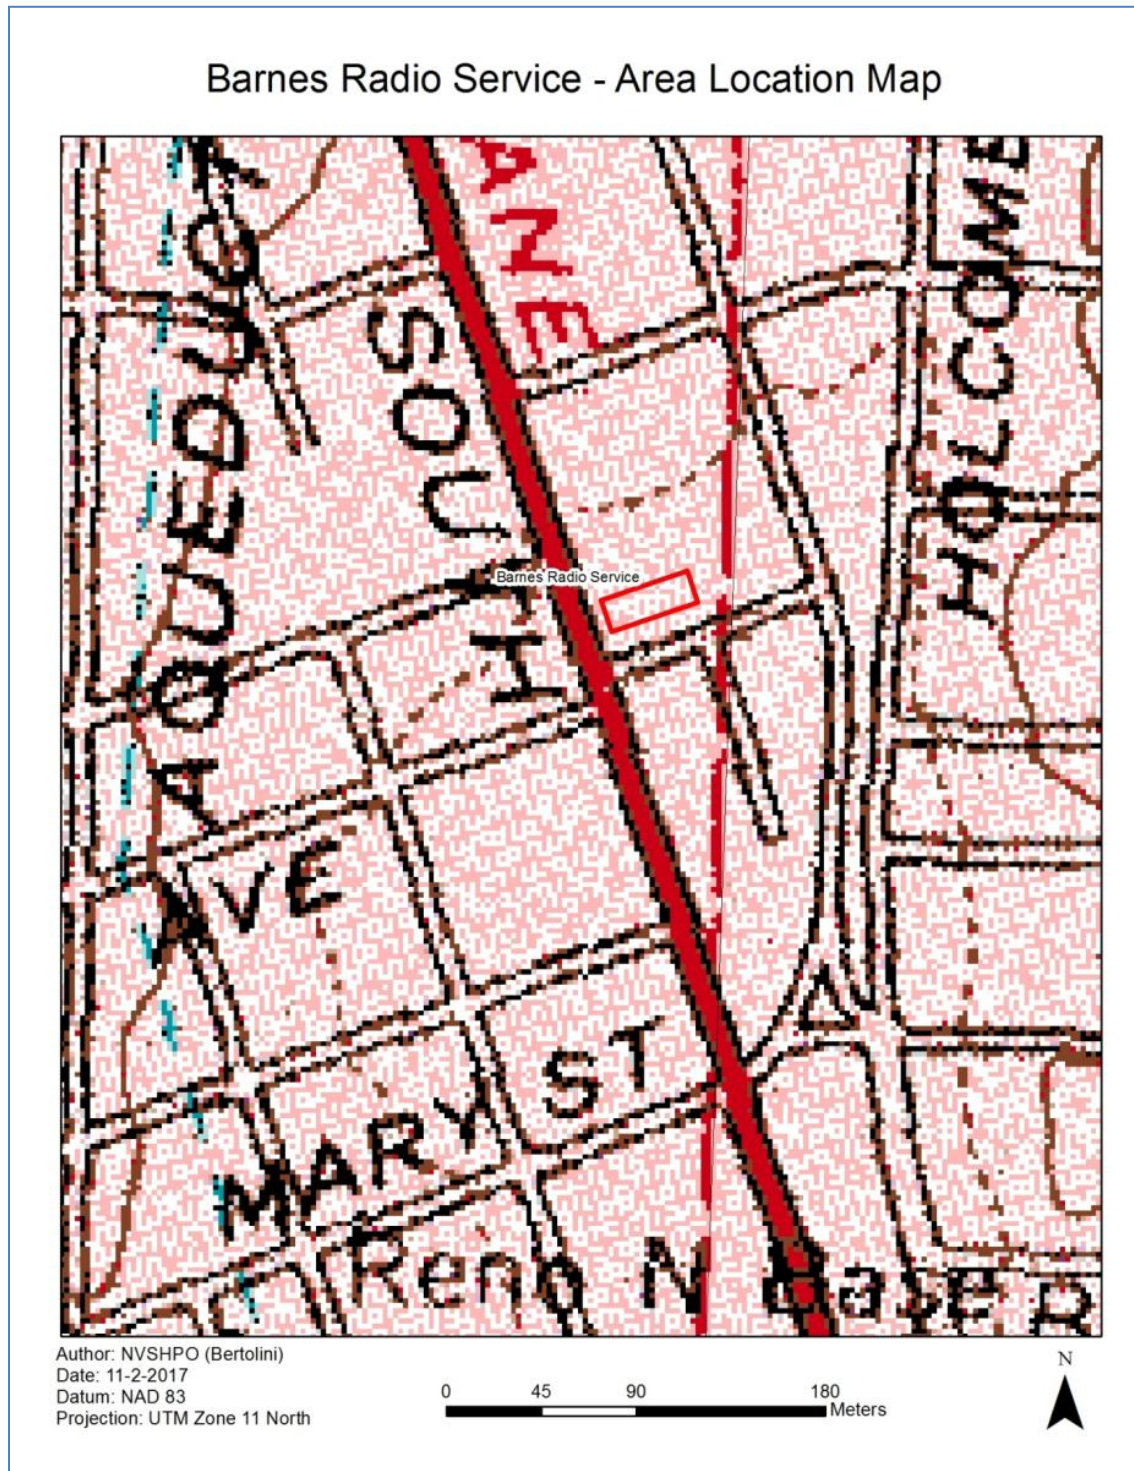 Barnes Radio Service - Area Location Map
ANE
AQUEDUCT
SOUTH
HOLCOMB
Barnes Radio Service
AVE
MARY ST
Reno N Base R
Author: NVSHPO (Bertolini)
Date: 11-2-2017
Datum: NAD 83
Projection: UTM Zone 11 North
0 45 90 180
Meters
N